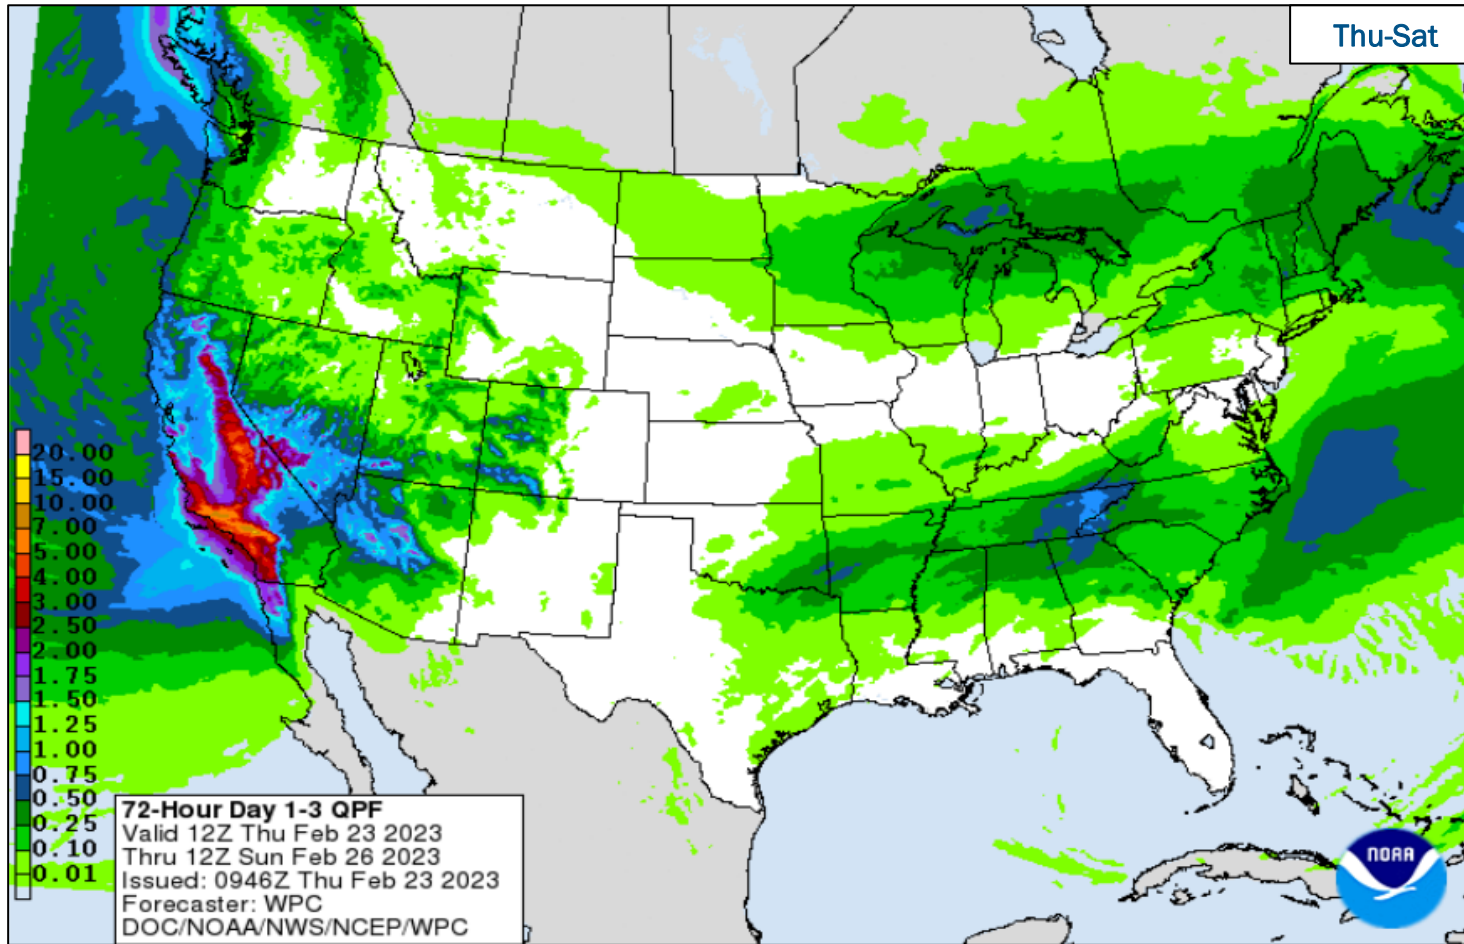 Thu-Sat
20.00
15.00
10.00
7.00
5.00
4.00
3.00
2.50
2.00
1.75
1.50
1.25
1.00
0.75
0.50
0.25
0.10
0.01
72-Hour Day 1-3 QPF
Valid 12Z Thu Feb 23 2023
Thru 12Z Sun Feb 26 2023
Issued: 0946Z Thu Feb 23 2023
Forecaster: WPC
DOC/NOAA/NWS/NCEP/WPC
NOAA